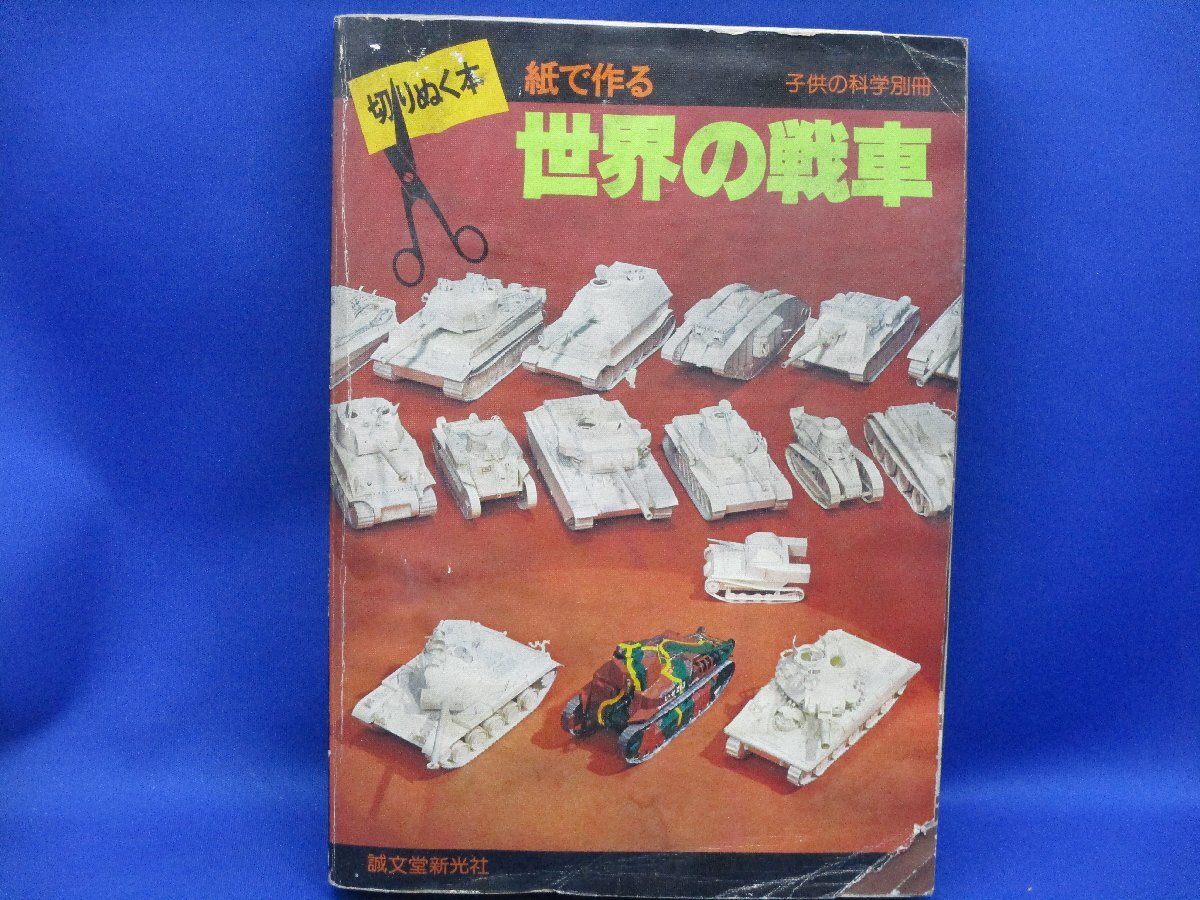 切りぬく本
紙で作る
子供の科学別冊
世界の戦車
誠文堂新光社